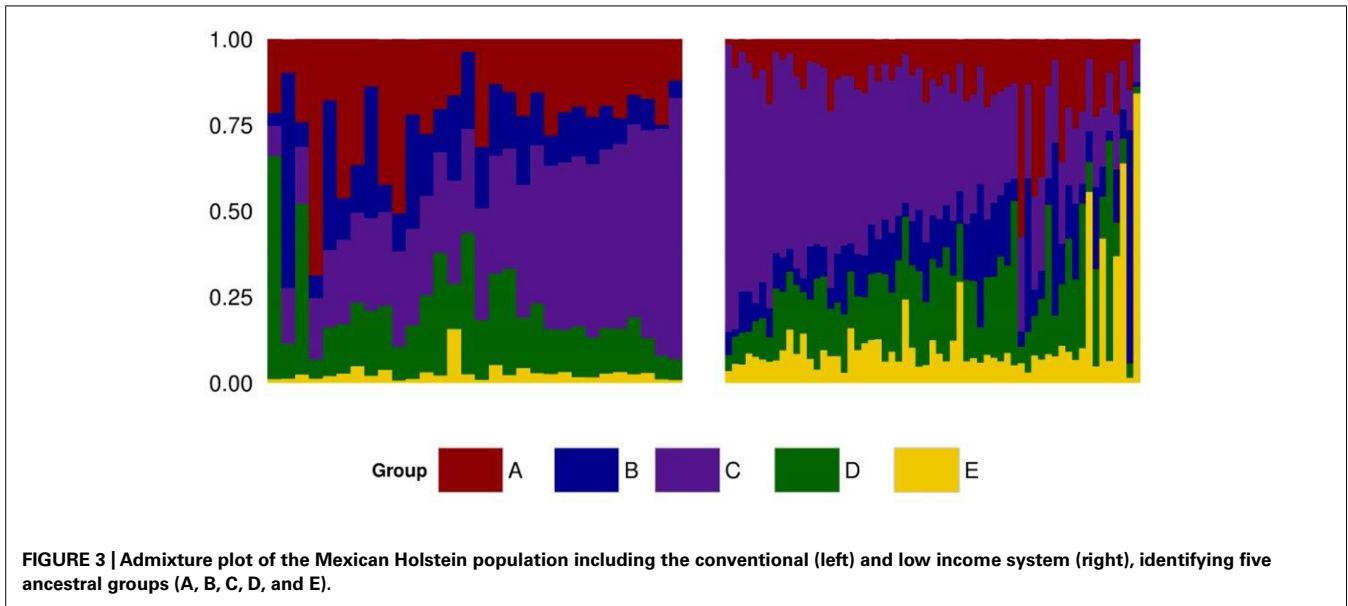 1.00
0.75
0.50
0.25
0.00
Group A B C D E
FIGURE 3 | Admixture plot of the Mexican Holstein population including the conventional (left) and low income system (right), identifying five
ancestral groups (A, B, C, D, and E).